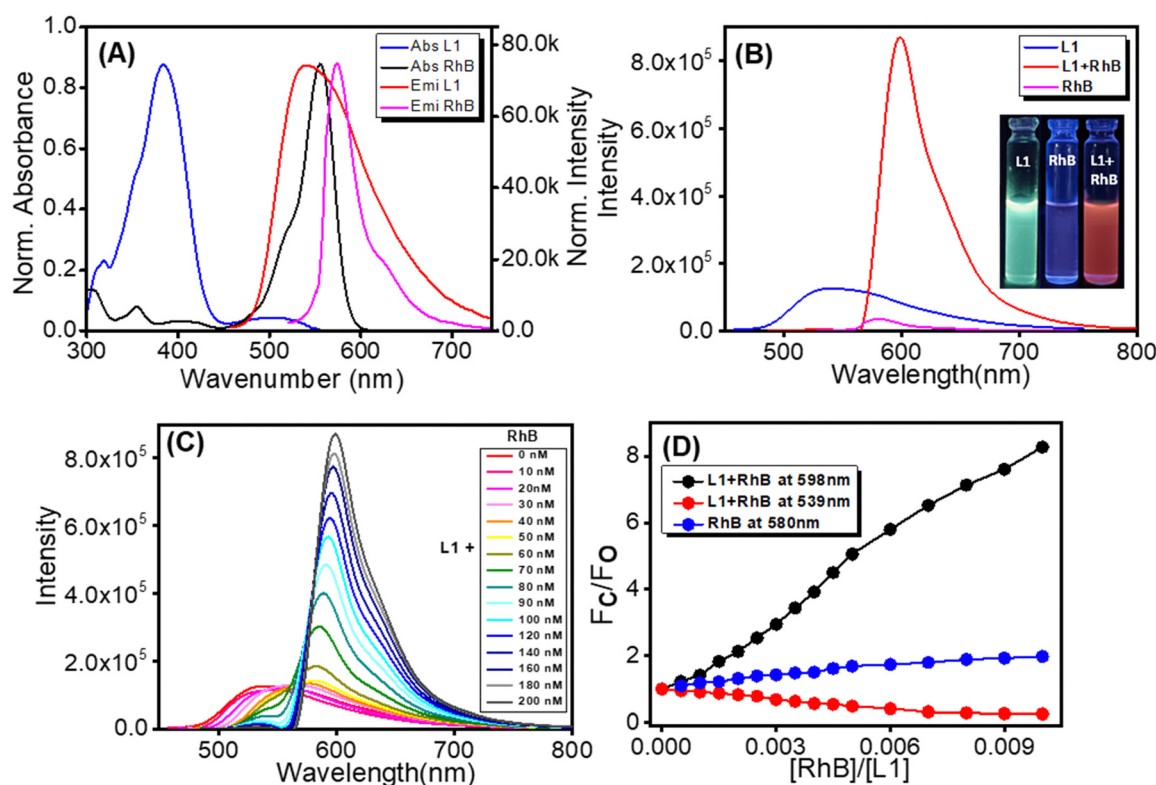 (A)
Abs L1
Abs RhB
Emi L1
Emi RhB
1.0
0.8
0.6
0.4
0.2
0.0
Norm. Absorbance
80.0k
60.0k
40.0k
20.0k
0.0
Norm. Intensity
300 400 500 600 700
Wavenumber (nm)
(B)
L1
L1+RhB
RhB
L1 RhB L1+
RhB
8.0x10⁵
6.0x10⁵
4.0x10⁵
2.0x10⁵
0.0
Intensity
500 600 700 800
Wavelength(nm)
(C)
RhB
0 nM
10 nM
20nM
30 nM
40 nM
50 nM
60 nM
70 nM
L1 +
80 nM
90 nM
100 nM
120 nM
140 nM
160 nM
180 nM
200 nM
8.0x10⁵
6.0x10⁵
4.0x10⁵
2.0x10⁵
0.0
Intensity
500 600 700 800
Wavelength(nm)
(D)
L1+RhB at 598nm
L1+RhB at 539nm
RhB at 580nm
8
6
4
2
0
Fc/Fo
0.000 0.003 0.006 0.009
[RhB]/[L1]